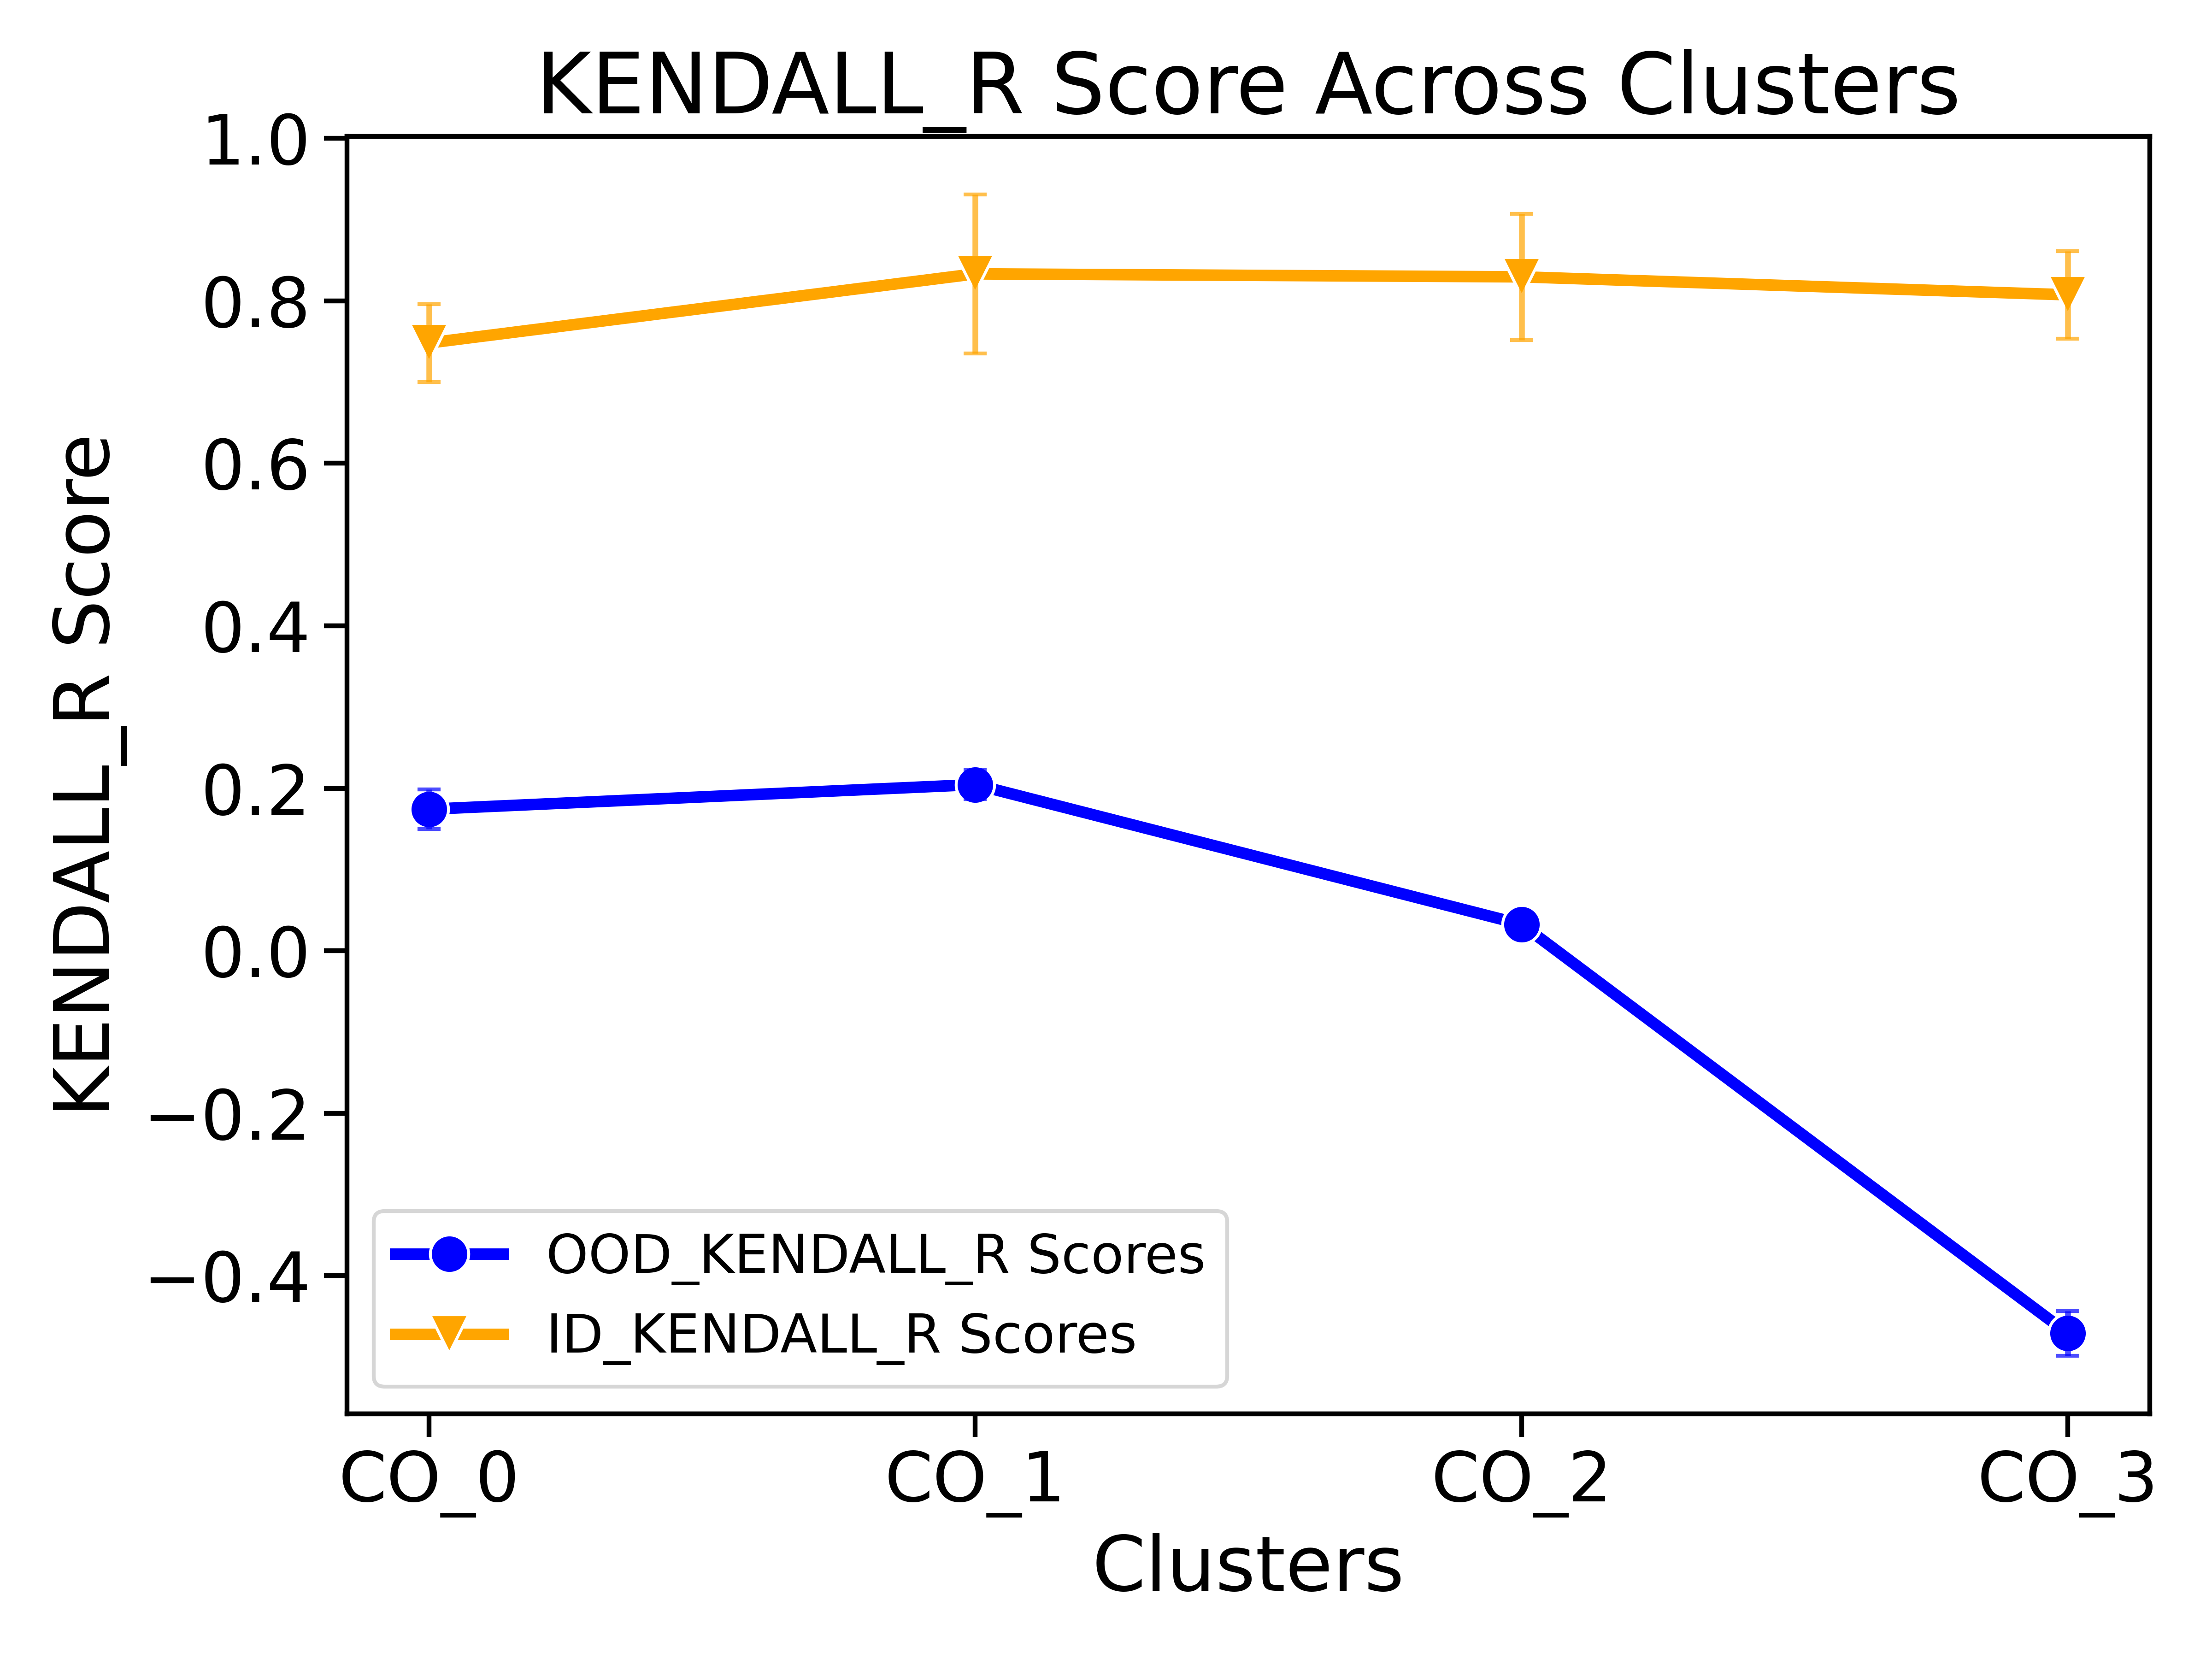 KENDALL_R Score Across Clusters
KENDALL_R Score
1.0
0.8
0.6
0.4
0.2
0.0
−0.2
−0.4
OOD_KENDALL_R Scores
ID_KENDALL_R Scores
CO_0 CO_1 CO_2 CO_3
Clusters